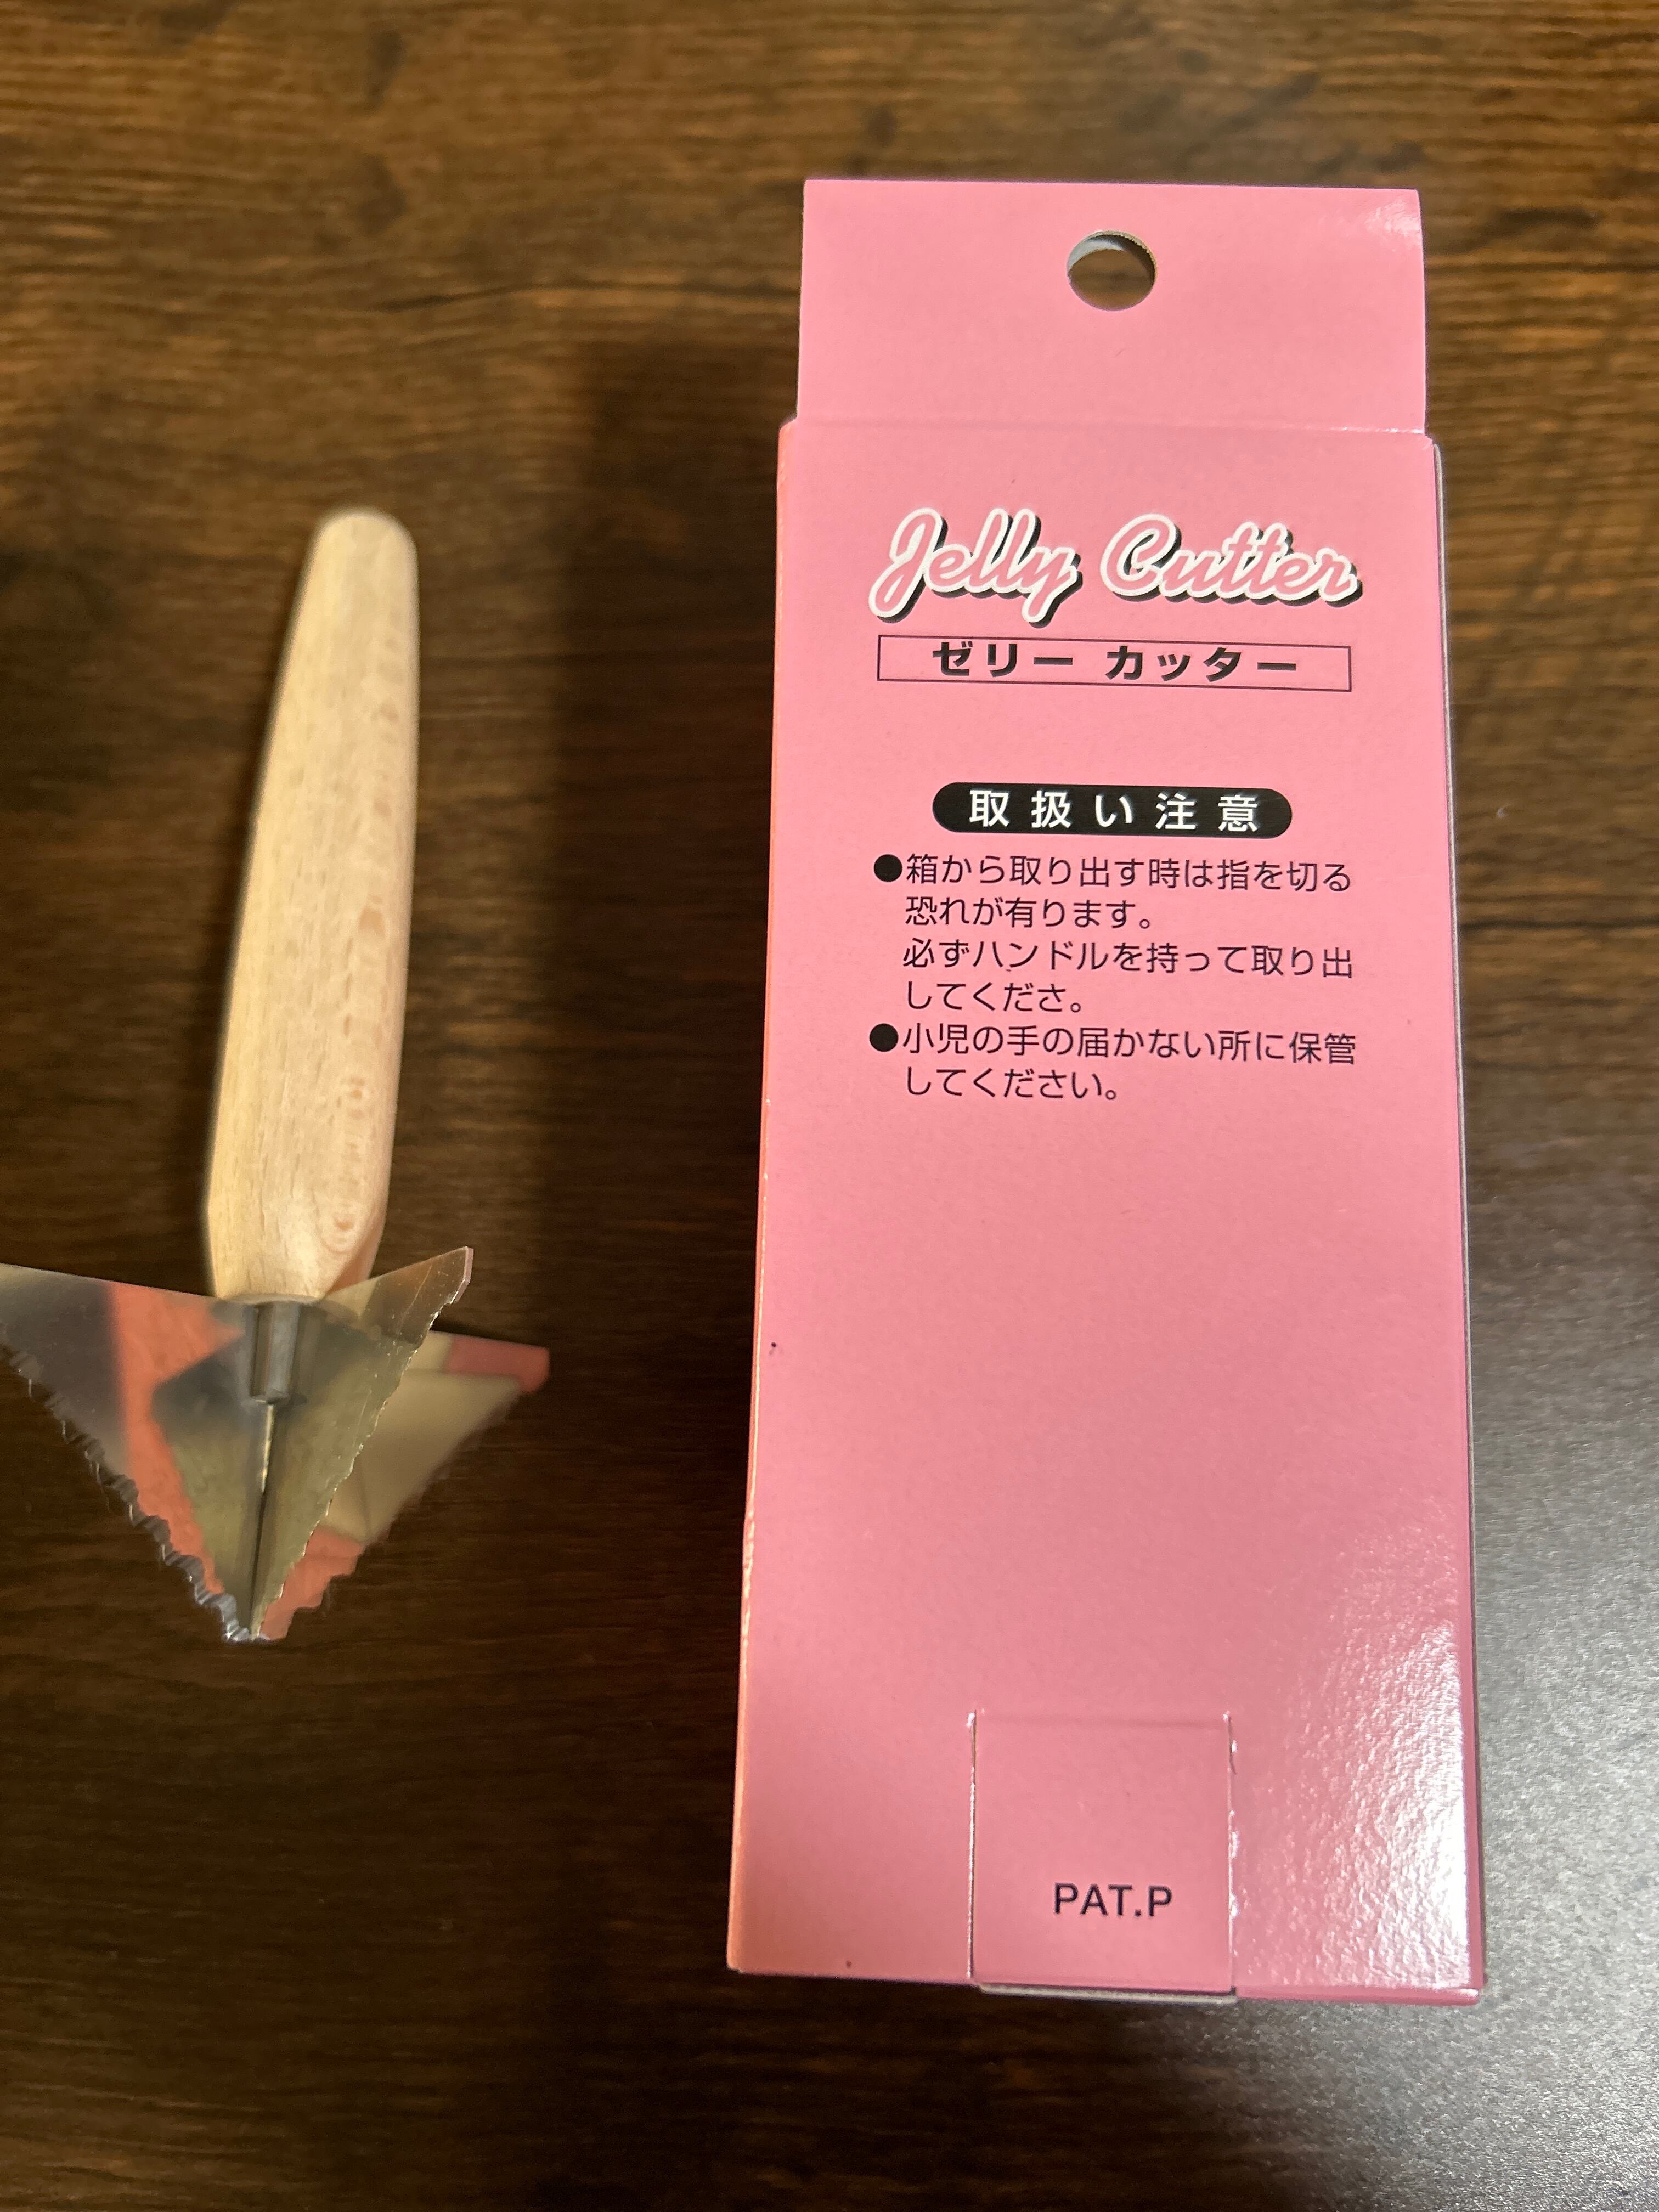 Jelly Cutter
ゼリー カッター
取扱い注意
●箱から取り出す時は指を切る
恐れが有ります。
必ずハンドルを持って取り出
してくださ。
●小児の手の届かない所に保管
してください。
PAT.P